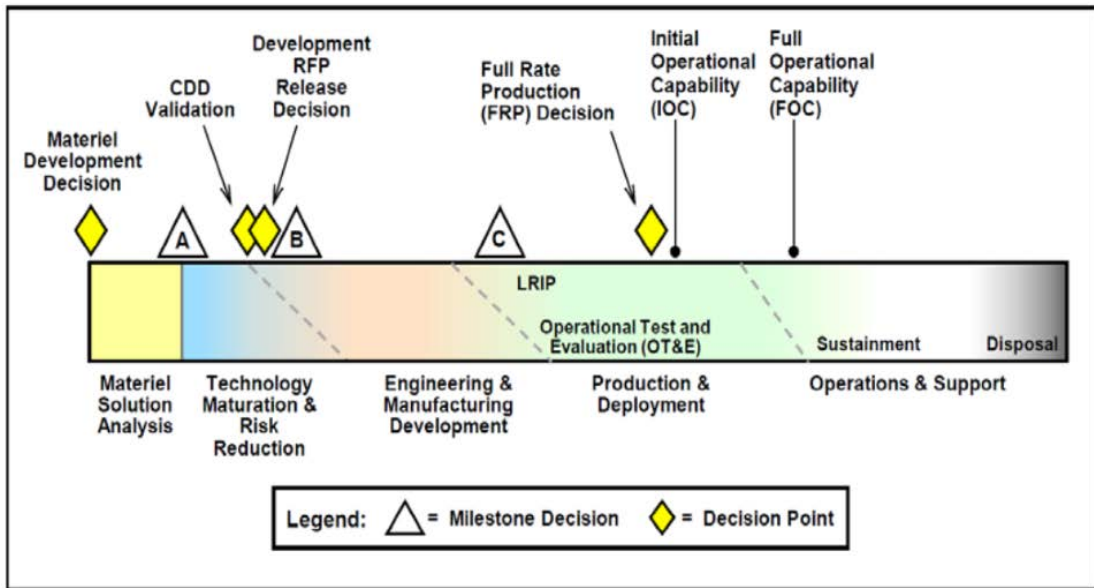 Materiel
Development
Decision
CDD
Validation
Development
RFP
Release
Decision
Full Rate
Production
(FRP) Decision
Initial
Operational
Capability
(IOC)
Full
Operational
Capability
(FOC)
A
B
C
LRIP
Operational Test and
Evaluation (OT&E)
Sustainment
Disposal
Materiel
Solution
Analysis
Technology
Maturation &
Risk
Reduction
Engineering &
Manufacturing
Development
Production &
Deployment
Operations & Support
Legend: = Milestone Decision = Decision Point